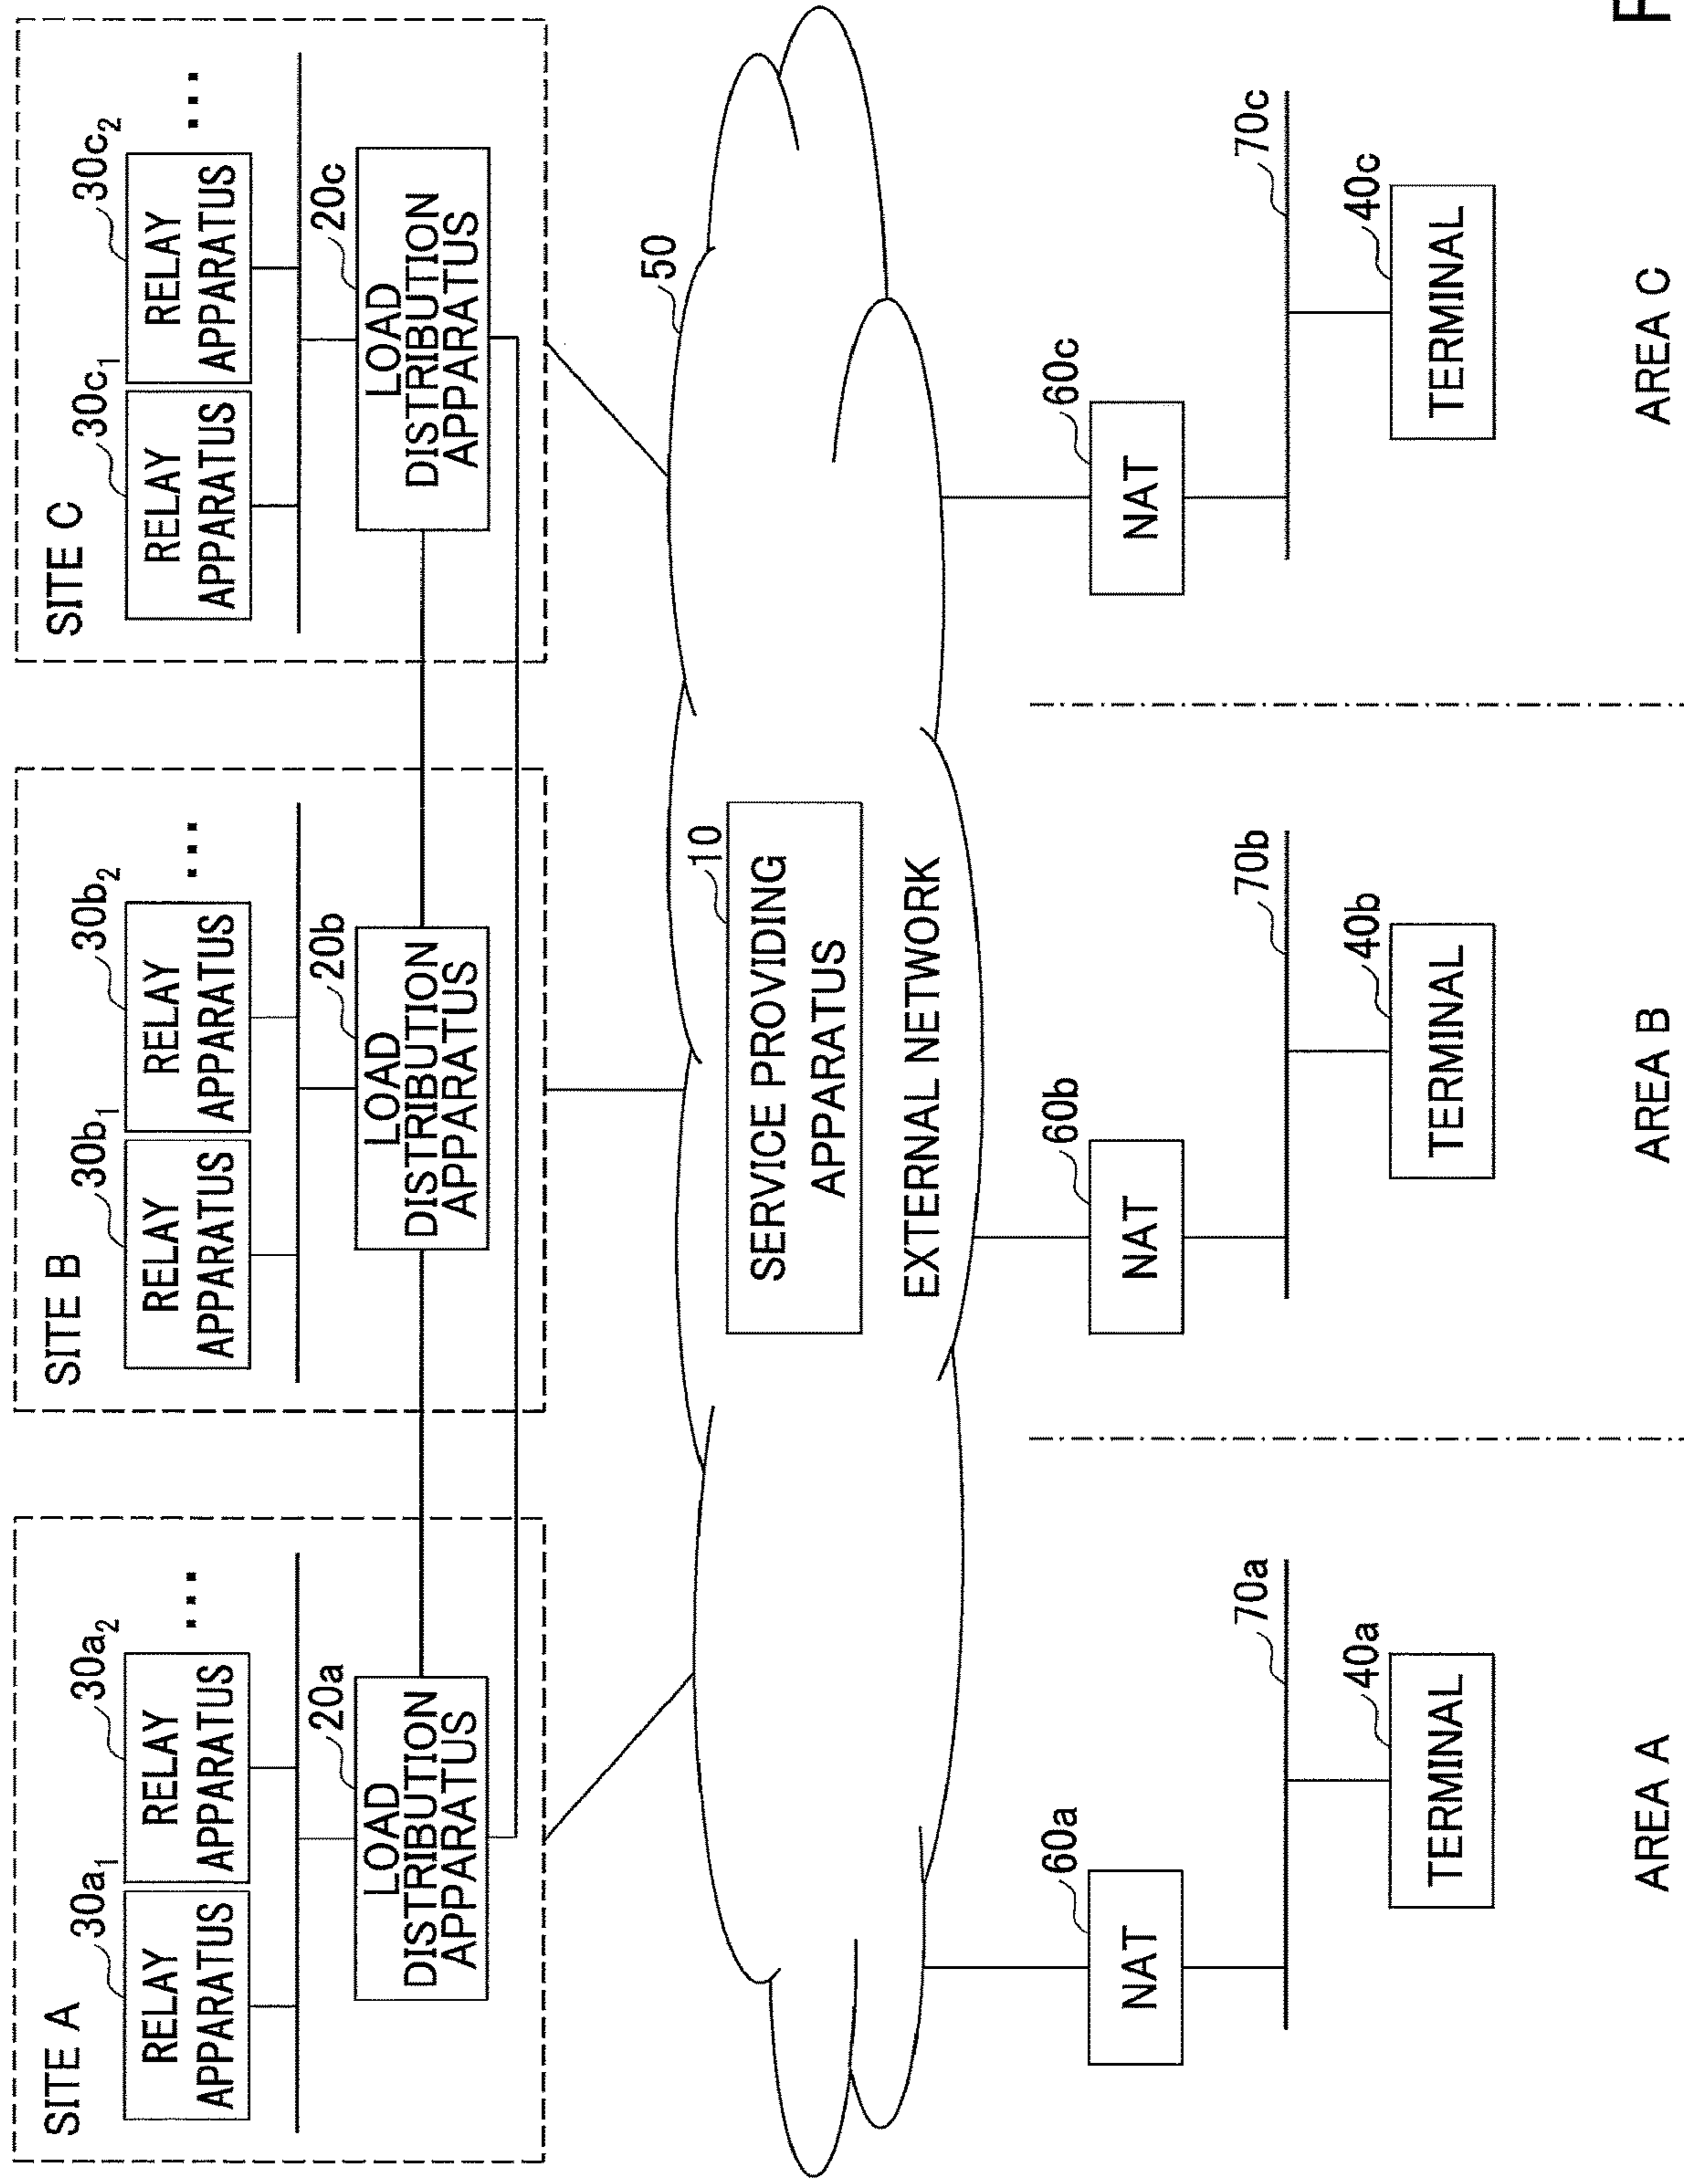 SITE A
30a1
30a2
RELAY
APPARATUS
RELAY
APPARATUS
...
20a
LOAD
DISTRIBUTION
APPARATUS
SITE B
30b1
30b2
RELAY
APPARATUS
RELAY
APPARATUS
...
20b
LOAD
DISTRIBUTION
APPARATUS
SITE C
30c1
30c2
RELAY
APPARATUS
RELAY
APPARATUS
...
20c
LOAD
DISTRIBUTION
APPARATUS
50
10
SERVICE PROVIDING
APPARATUS
EXTERNAL NETWORK
60a
NAT
70a
40a
TERMINAL
AREA A
60b
NAT
70b
40b
TERMINAL
AREA B
60c
NAT
70c
40c
TERMINAL
AREA C